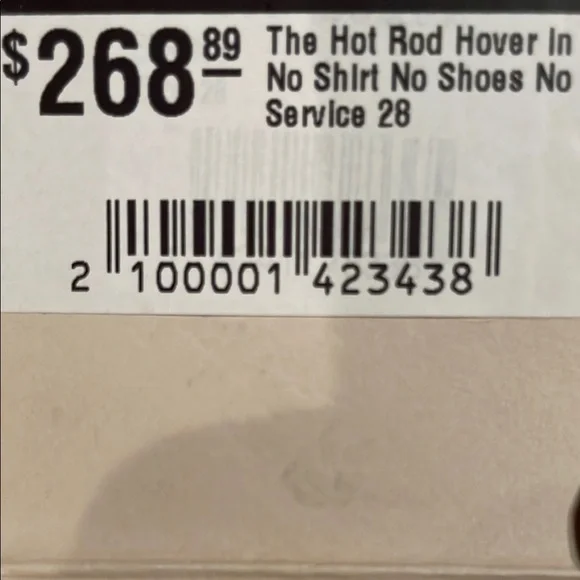 $268 89
The Hot Rod Hover In
No Shirt No Shoes No
Service 28
2 100001 423438